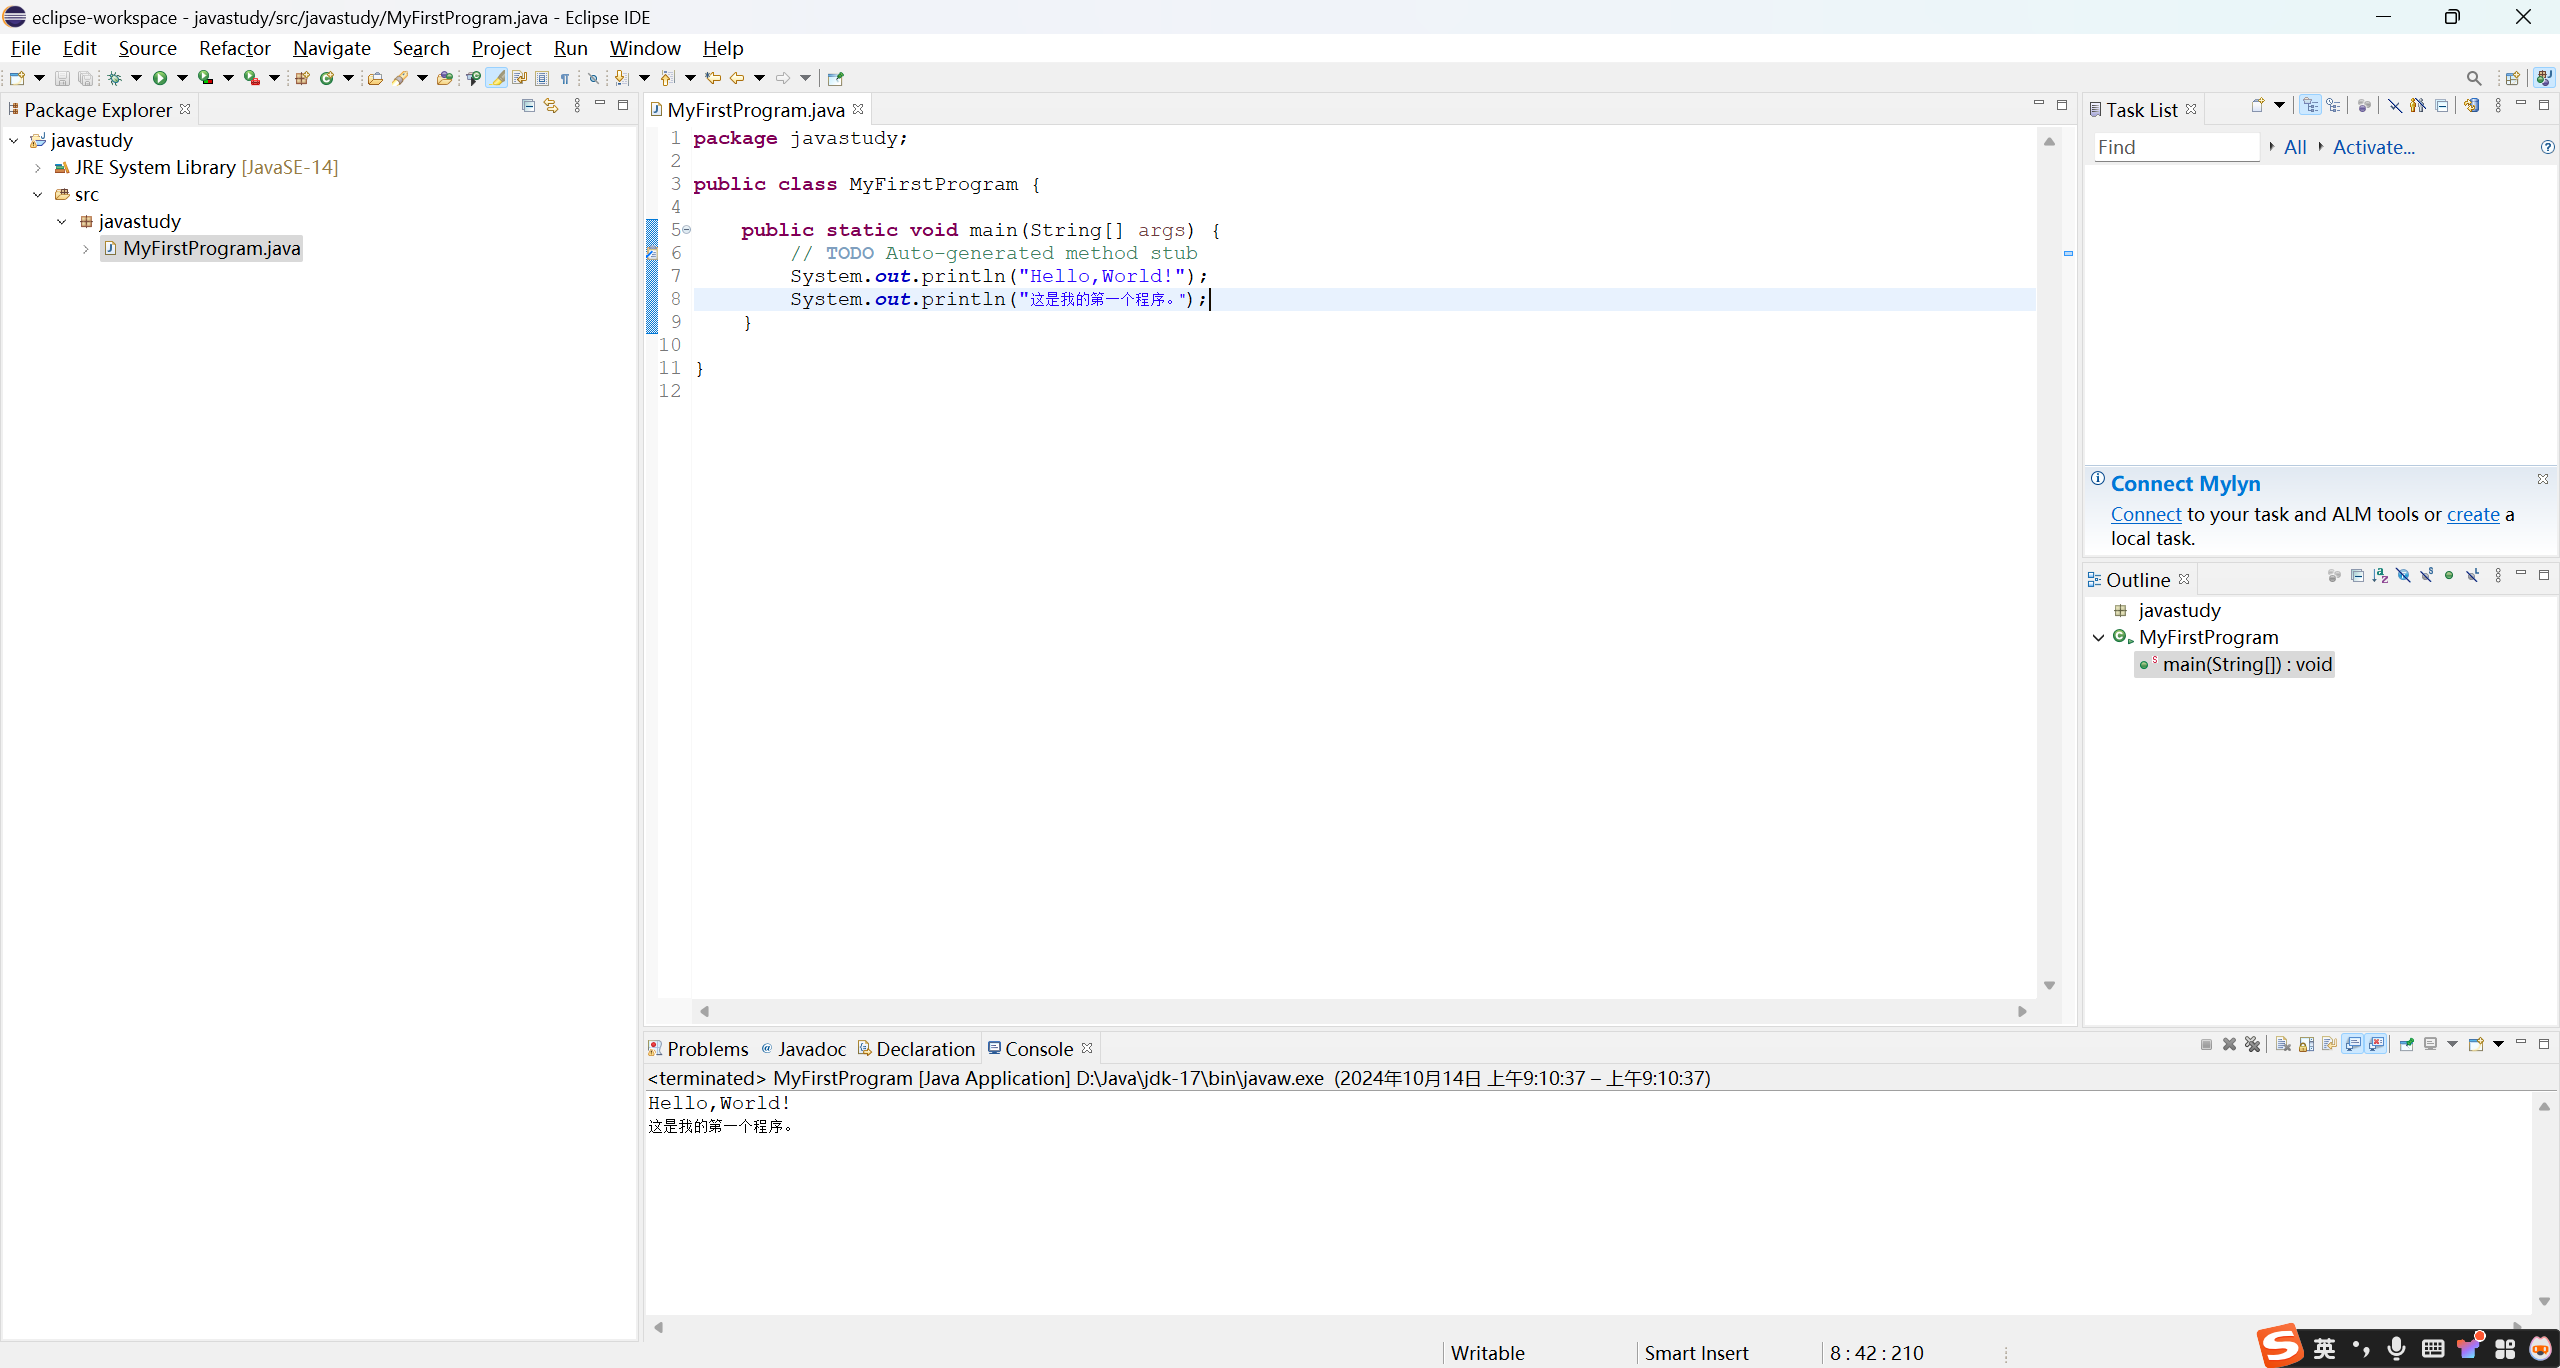 eclipse-workspace - javastudy/src/javastudy/MyFirstProgram.java - Eclipse IDE
File Edit Source Refactor Navigate Search Project Run Window Help
Package Explorer
javastudy
JRE System Library [JavaSE-14]
src
javastudy
MyFirstProgram.java
MyFirstProgram.java
1 package javastudy;
2
3 public class MyFirstProgram {
4
5 public static void main(String[] args) {
6 // TODO Auto-generated method stub
7 System.out.println("Hello,World!");
8 System.out.println("这是我的第一个程序。");
9 }
10
11 }
12
Task List
Find All Activate...
Connect Mylyn
Connect to your task and ALM tools or create a
local task.
Outline
javastudy
MyFirstProgram
main(String[]) : void
Problems Javadoc Declaration Console
<terminated> MyFirstProgram [Java Application] D:\Java\jdk-17\bin\javaw.exe (2024年10月14日 上午9:10:37 – 上午9:10:37)
Hello,World!
这是我的第一个程序。
Writable Smart Insert 8 : 42 : 210
英